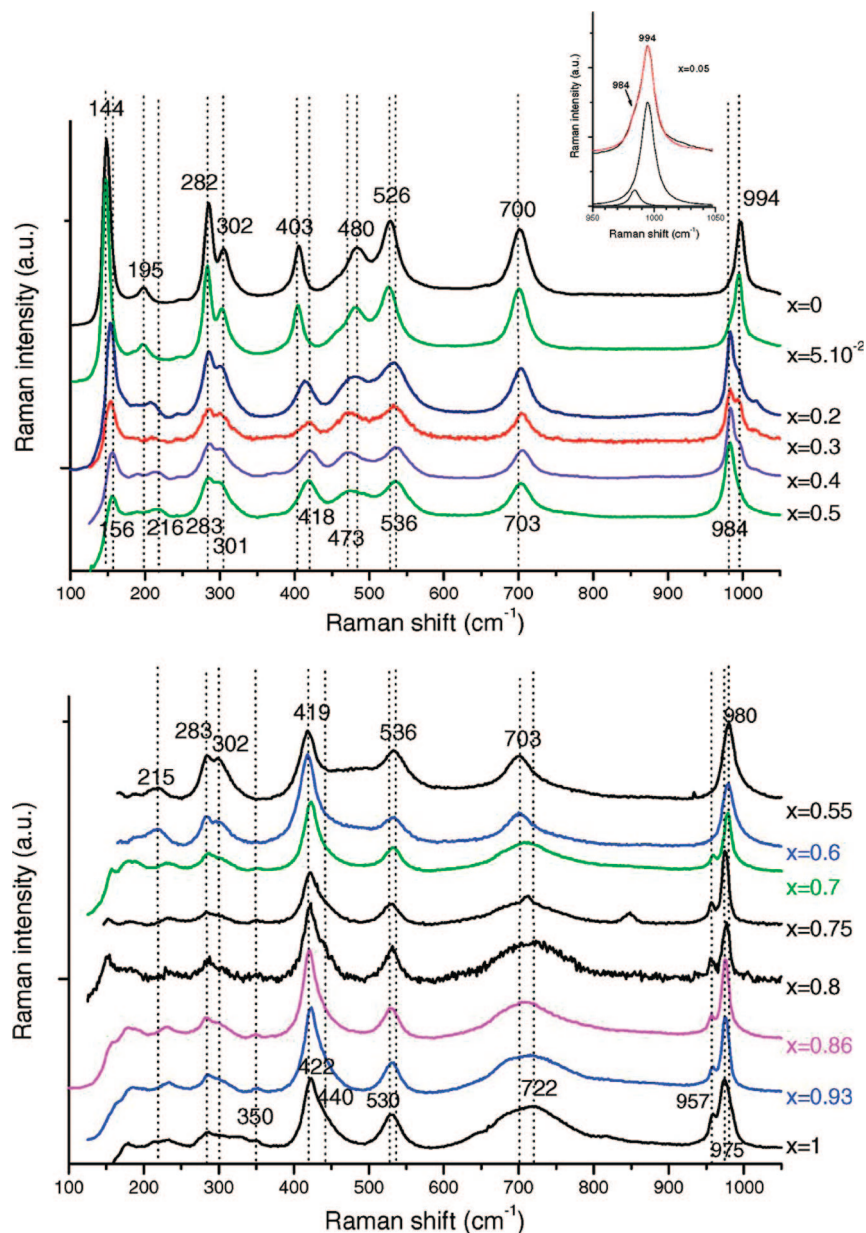 994
x=0.05
984
Raman intensity (a.u.)
950 1000 1050
Raman shift (cm-1)
144
195
282
302
403
480
526
700
994
x=0
x=5.10-2
x=0.2
x=0.3
x=0.4
x=0.5
156
216
283
301
418
473
536
703
984
Raman intensity (a.u.)
100 200 300 400 500 600 700 800 900 1000
Raman shift (cm-1)
215
283
302
419
536
703
980
x=0.55
x=0.6
x=0.7
x=0.75
x=0.8
x=0.86
x=0.93
x=1
350
422
440
530
722
957
975
Raman intensity (a.u.)
100 200 300 400 500 600 700 800 900 1000
Raman shift (cm-1)